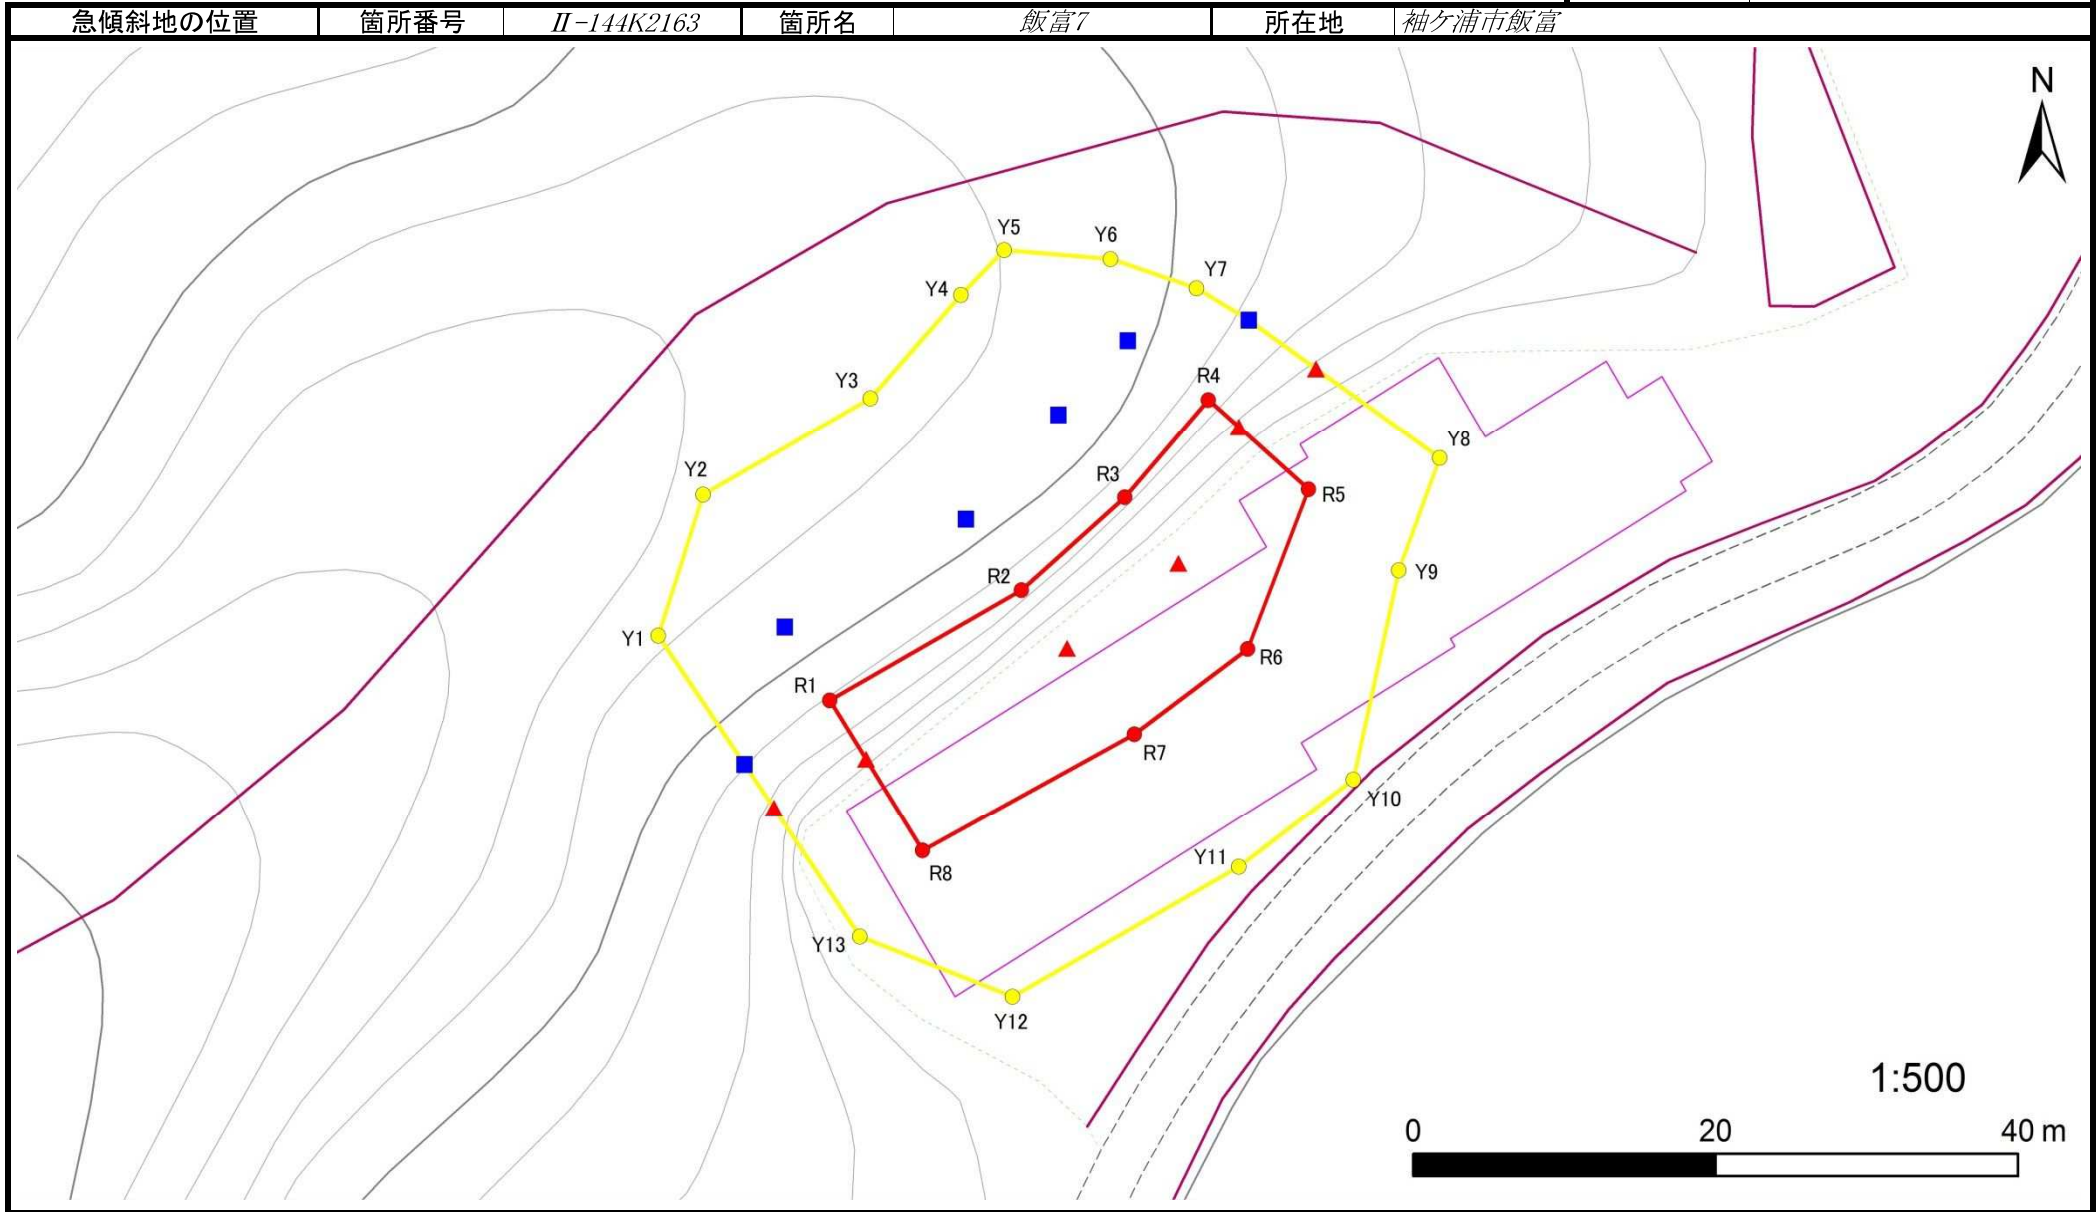 急傾斜地の位置 箇所番号 Ⅱ-144K2163 箇所名 飯富7 所在地 袖ケ浦市飯富
N
Y5
Y6
Y7
Y4
Y3
R4
Y8
Y2
R3
R5
Y9
R2
Y1
R6
R1
R7
Y10
Y11
R8
Y13
Y12
1:500
0 20 40 m